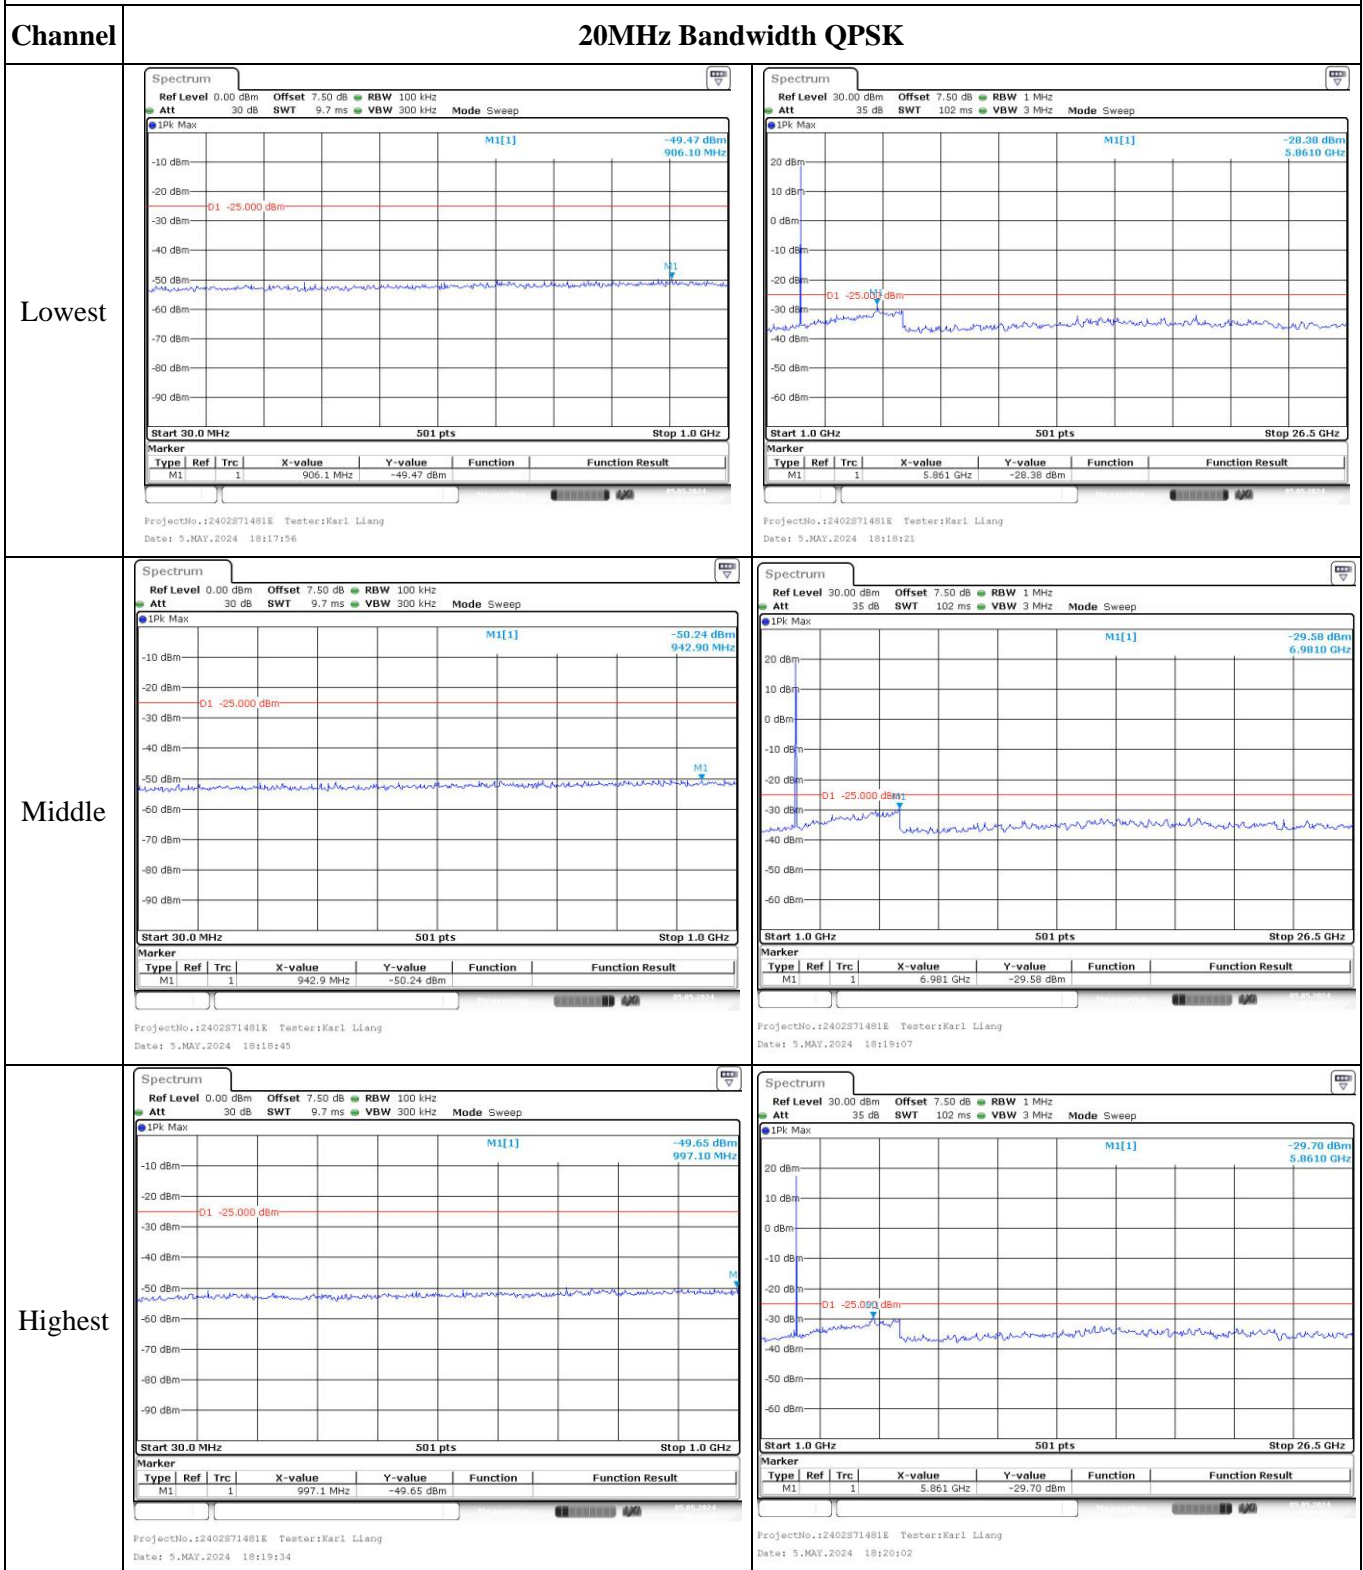 Channel 20MHz Bandwidth QPSK
Lowest
Spectrum
Ref Level 0.00 dBm Offset 7.50 dB RBW 100 kHz
Att 30 dB SWT 9.7 ms VBW 300 kHz Mode Sweep
1Pk Max
M1[1] -49.47 dBm
906.10 MHz
-10 dBm
-20 dBm
D1 -25.000 dBm
-30 dBm
-40 dBm
M1
-50 dBm
-60 dBm
-70 dBm
-80 dBm
-90 dBm
Start 30.0 MHz 501 pts Stop 1.0 GHz
Marker
Type Ref Trc X-value Y-value Function Function Result
M1 1 906.1 MHz -49.47 dBm
ProjectNo.:2402S71481E Tester:Karl Liang
Date: 5.MAY.2024 18:17:56
Spectrum
Ref Level 30.00 dBm Offset 7.50 dB RBW 1 MHz
Att 35 dB SWT 102 ms VBW 3 MHz Mode Sweep
1Pk Max
M1[1] -28.38 dBm
5.8610 GHz
20 dBm
10 dBm
0 dBm
-10 dBm
-20 dBm
D1 -25.000 dBm
-30 dBm
-40 dBm
-50 dBm
-60 dBm
Start 1.0 GHz 501 pts Stop 26.5 GHz
Marker
Type Ref Trc X-value Y-value Function Function Result
M1 1 5.861 GHz -28.38 dBm
ProjectNo.:2402S71481E Tester:Karl Liang
Date: 5.MAY.2024 18:18:21
Middle
Spectrum
Ref Level 0.00 dBm Offset 7.50 dB RBW 100 kHz
Att 30 dB SWT 9.7 ms VBW 300 kHz Mode Sweep
1Pk Max
M1[1] -50.24 dBm
942.90 MHz
-10 dBm
-20 dBm
D1 -25.000 dBm
-30 dBm
-40 dBm
M1
-50 dBm
-60 dBm
-70 dBm
-80 dBm
-90 dBm
Start 30.0 MHz 501 pts Stop 1.0 GHz
Marker
Type Ref Trc X-value Y-value Function Function Result
M1 1 942.9 MHz -50.24 dBm
ProjectNo.:2402S71481E Tester:Karl Liang
Date: 5.MAY.2024 18:18:45
Spectrum
Ref Level 30.00 dBm Offset 7.50 dB RBW 1 MHz
Att 35 dB SWT 102 ms VBW 3 MHz Mode Sweep
1Pk Max
M1[1] -29.58 dBm
6.9810 GHz
20 dBm
10 dBm
0 dBm
-10 dBm
-20 dBm
D1 -25.000 dBm
-30 dBm
-40 dBm
-50 dBm
-60 dBm
Start 1.0 GHz 501 pts Stop 26.5 GHz
Marker
Type Ref Trc X-value Y-value Function Function Result
M1 1 6.981 GHz -29.58 dBm
ProjectNo.:2402S71481E Tester:Karl Liang
Date: 5.MAY.2024 18:19:07
Highest
Spectrum
Ref Level 0.00 dBm Offset 7.50 dB RBW 100 kHz
Att 30 dB SWT 9.7 ms VBW 300 kHz Mode Sweep
1Pk Max
M1[1] -49.65 dBm
997.10 MHz
-10 dBm
-20 dBm
D1 -25.000 dBm
-30 dBm
-40 dBm
M
-50 dBm
-60 dBm
-70 dBm
-80 dBm
-90 dBm
Start 30.0 MHz 501 pts Stop 1.0 GHz
Marker
Type Ref Trc X-value Y-value Function Function Result
M1 1 997.1 MHz -49.65 dBm
ProjectNo.:2402S71481E Tester:Karl Liang
Date: 5.MAY.2024 18:19:34
Spectrum
Ref Level 30.00 dBm Offset 7.50 dB RBW 1 MHz
Att 35 dB SWT 102 ms VBW 3 MHz Mode Sweep
1Pk Max
M1[1] -29.70 dBm
5.8610 GHz
20 dBm
10 dBm
0 dBm
-10 dBm
-20 dBm
D1 -25.000 dBm
-30 dBm
-40 dBm
-50 dBm
-60 dBm
Start 1.0 GHz 501 pts Stop 26.5 GHz
Marker
Type Ref Trc X-value Y-value Function Function Result
M1 1 5.861 GHz -29.70 dBm
ProjectNo.:2402S71481E Tester:Karl Liang
Date: 5.MAY.2024 18:20:02